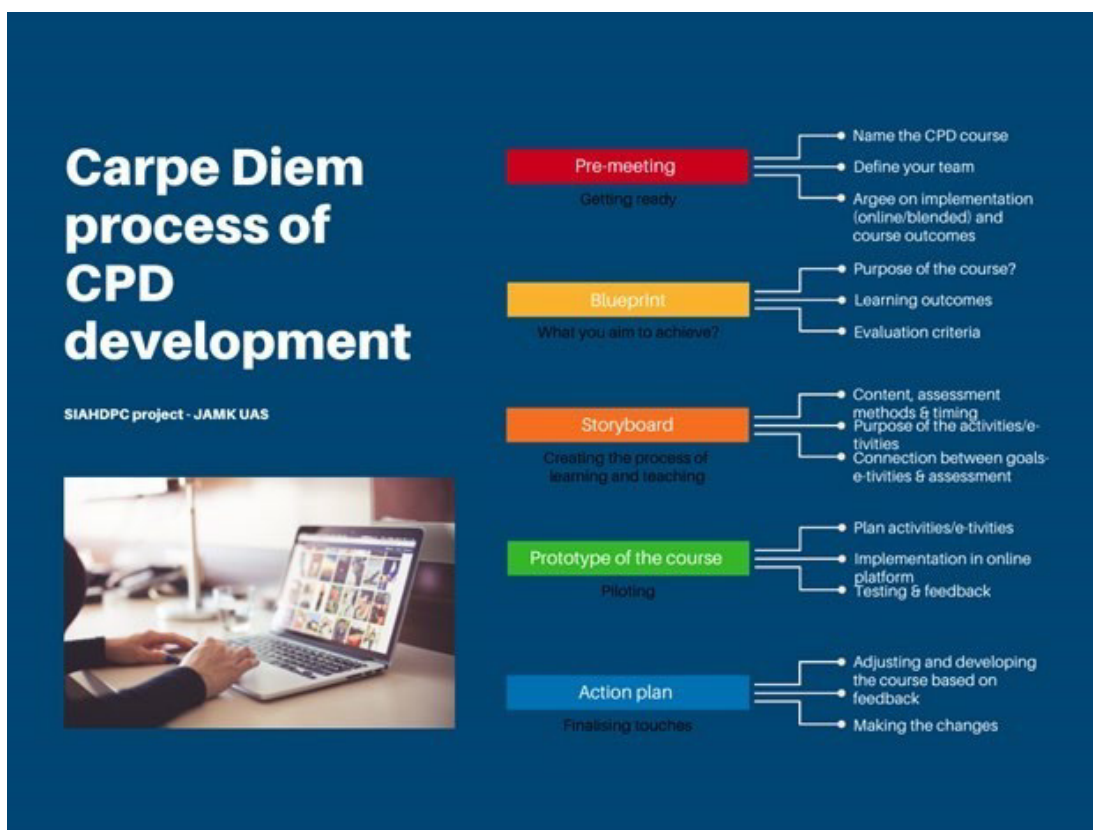 Carpe Diem
process of
CPD
development
SIAHDPC project - JAMK UAS
Pre-meeting
Getting ready
Name the CPD course
Define your team
Argee on implementation
(online/blended) and
course outcomes
Blueprint
What you aim to achieve?
Purpose of the course?
Learning outcomes
Evaluation criteria
Storyboard
Creating the process of
learning and teaching
Content, assessment
methods & timing
Purpose of the activities/e-
tivities
Connection between goals-
e-tivities & assessment
Prototype of the course
Piloting
Plan activities/e-tivities
Implementation in online
platform
Testing & feedback
Action plan
Finalising touches
Adjusting and developing
the course based on
feedback
Making the changes